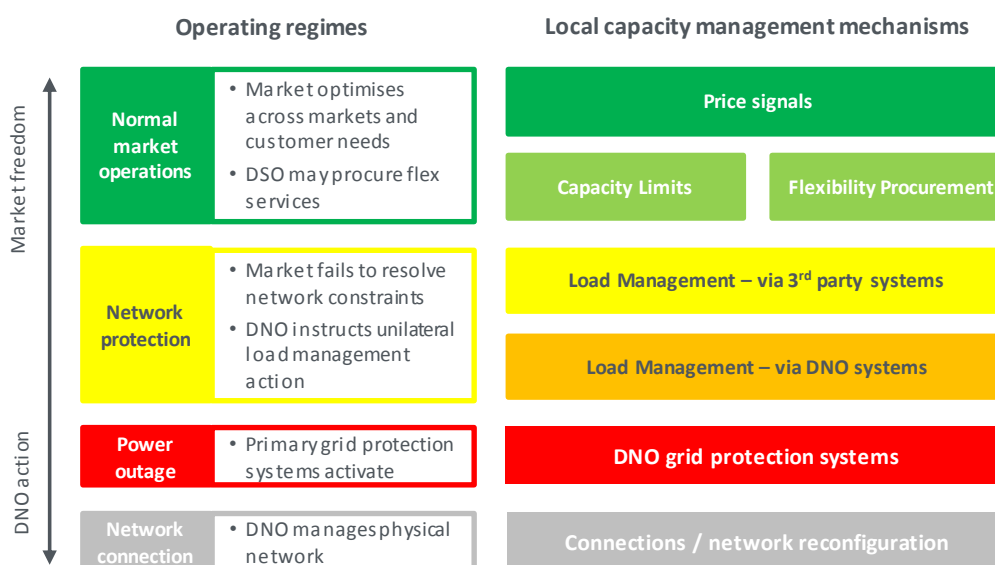 Operating regimes
Local capacity management mechanisms
Market freedom
DNO action
Normal
market
operations
• Market optimises
across markets and
customer needs
• DSO may procure flex
services
Price signals
Capacity Limits
Flexibility Procurement
Network
protection
• Market fails to resolve
network constraints
• DNO instructs unilateral
load management
action
Load Management – via 3rd party systems
Load Management – via DNO systems
Power
outage
• Primary grid protection
systems activate
DNO grid protection systems
Network
connection
• DNO manages physical
network
Connections / network reconfiguration